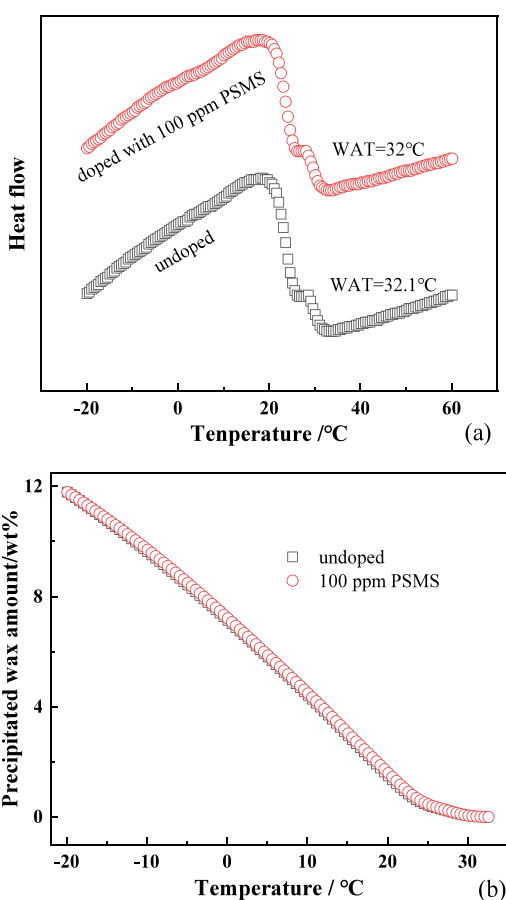 Heat flow
doped with 100 ppm PSMS
WAT=32℃
undoped
WAT=32.1℃
-20 0 20 40 60
Tenperature /℃
(a)
Precipitated wax amount/wt%
12
8
4
0
undoped
100 ppm PSMS
-20 -10 0 10 20 30
Temperature / ℃
(b)